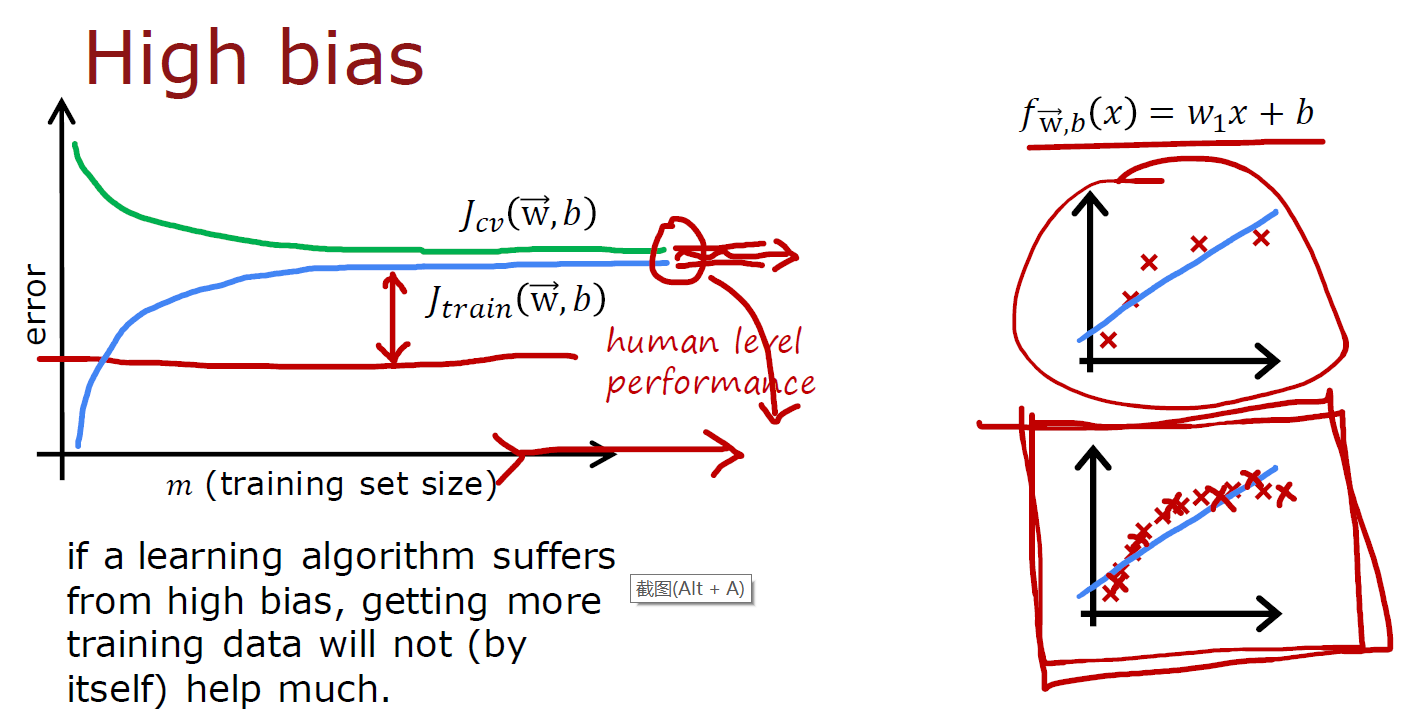 High bias
f_{\vec{w},b}(x) = w_1x + b
J_{cv}(\vec{w}, b)
J_{train}(\vec{w}, b)
error
human level
performance
m (training set size)
if a learning algorithm suffers
from high bias, getting more
training data will not (by
itself) help much.
截图(Alt + A)